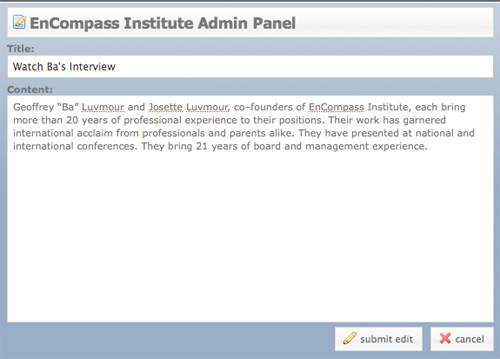 EnCompass Institute Admin Panel
Title:
Watch Ba's Interview
Content:
Geoffrey “Ba” Luvmour and Josette Luvmour, co–founders of EnCompass Institute, each bring
more than 20 years of professional experience to their positions. Their work has garnered
international acclaim from professionals and parents alike. They have presented at national and
international conferences. They bring 21 years of board and management experience.
submit edit
cancel